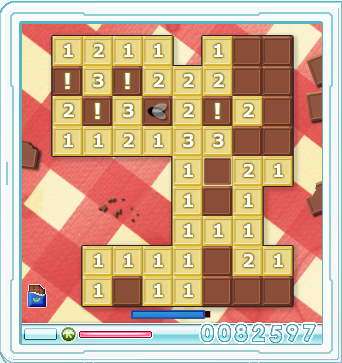 1 2 1 1 1
! 3 ! 2 2 2
2 ! 3 2 ! 2
1 1 2 1 3 3
1 2 1
1 1
1 1 1
1 1 1 1 2 1
1 1 1
0082597